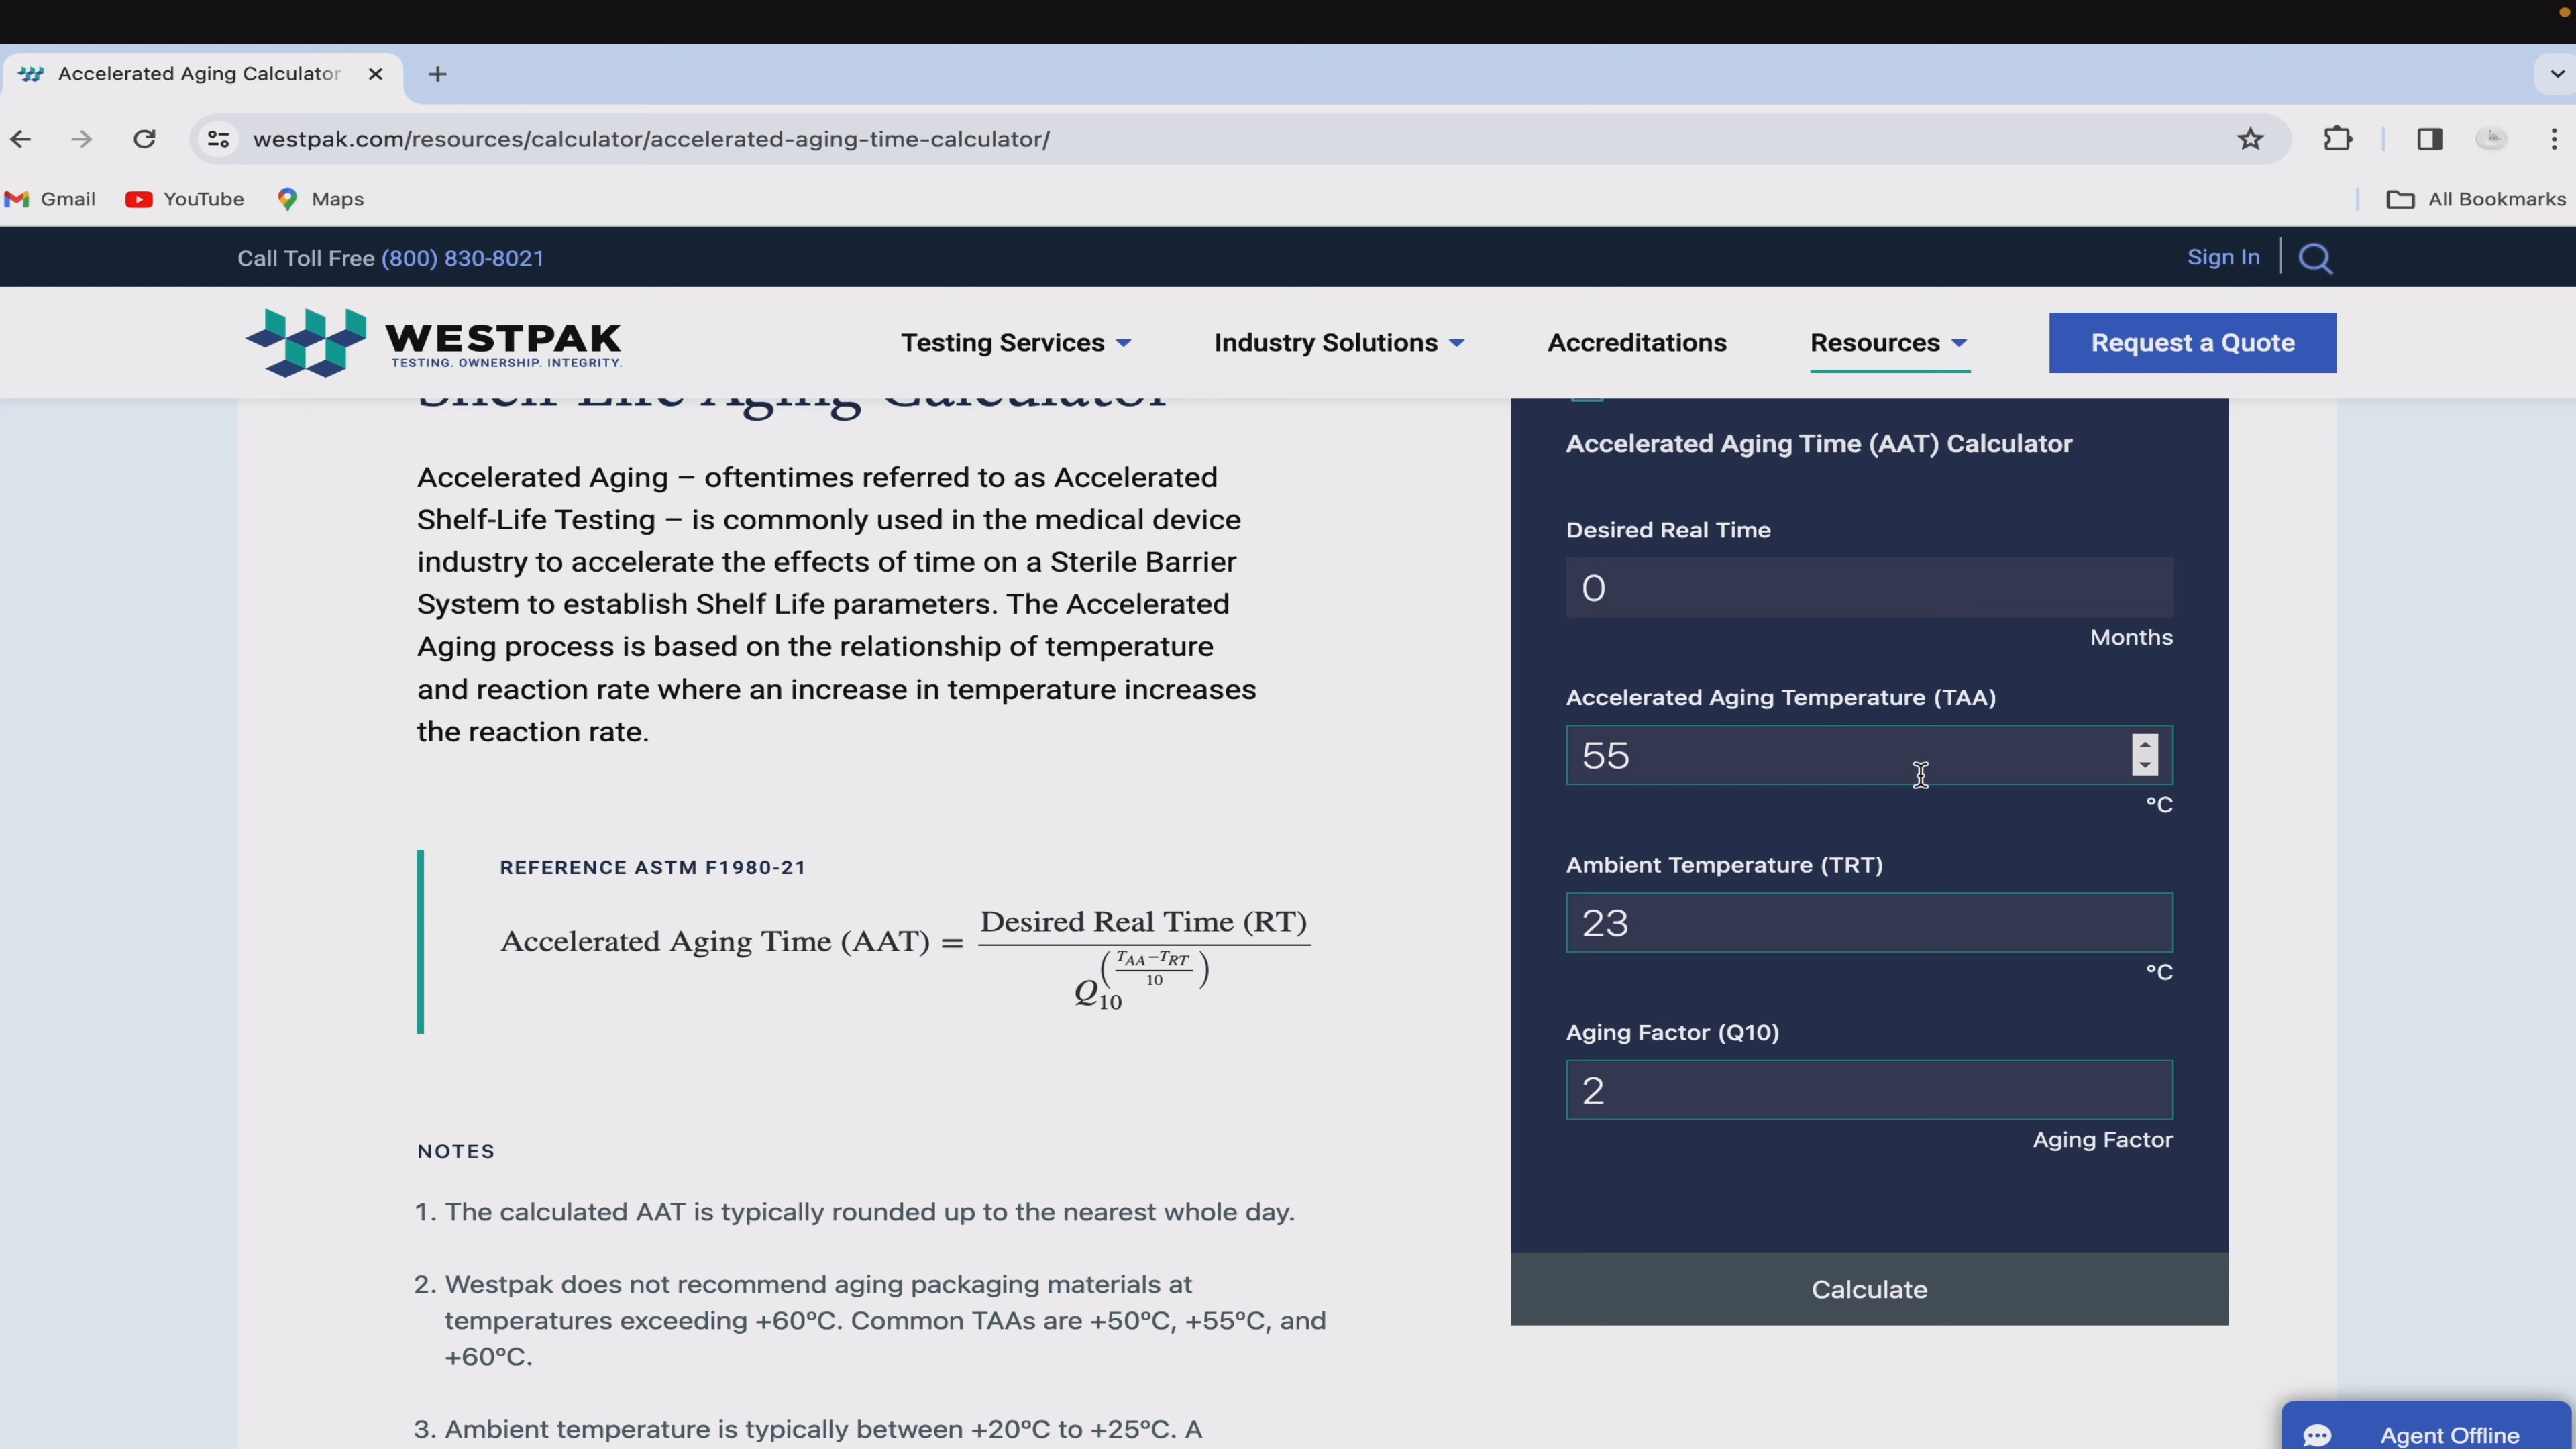 Accelerated Aging Calculator
westpak.com/resources/calculator/accelerated-aging-time-calculator/
Gmail YouTube Maps All Bookmarks
Call Toll Free (800) 830-8021 Sign In
WESTPAK
TESTING. OWNERSHIP. INTEGRITY.
Testing Services Industry Solutions Accreditations Resources Request a Quote
Shelf Life Aging Calculator
Accelerated Aging – oftentimes referred to as Accelerated
Shelf-Life Testing – is commonly used in the medical device
industry to accelerate the effects of time on a Sterile Barrier
System to establish Shelf Life parameters. The Accelerated
Aging process is based on the relationship of temperature
and reaction rate where an increase in temperature increases
the reaction rate.
REFERENCE ASTM F1980-21
Accelerated Aging Time (AAT) = Desired Real Time (RT)
Q10 (TAA−TRT
10)
NOTES
1. The calculated AAT is typically rounded up to the nearest whole day.
2. Westpak does not recommend aging packaging materials at
temperatures exceeding +60°C. Common TAAs are +50°C, +55°C, and
+60°C.
3. Ambient temperature is typically between +20°C to +25°C. A
Accelerated Aging Time (AAT) Calculator
Desired Real Time
0
Months
Accelerated Aging Temperature (TAA)
55
°C
Ambient Temperature (TRT)
23
°C
Aging Factor (Q10)
2
Aging Factor
Calculate
Agent Offline